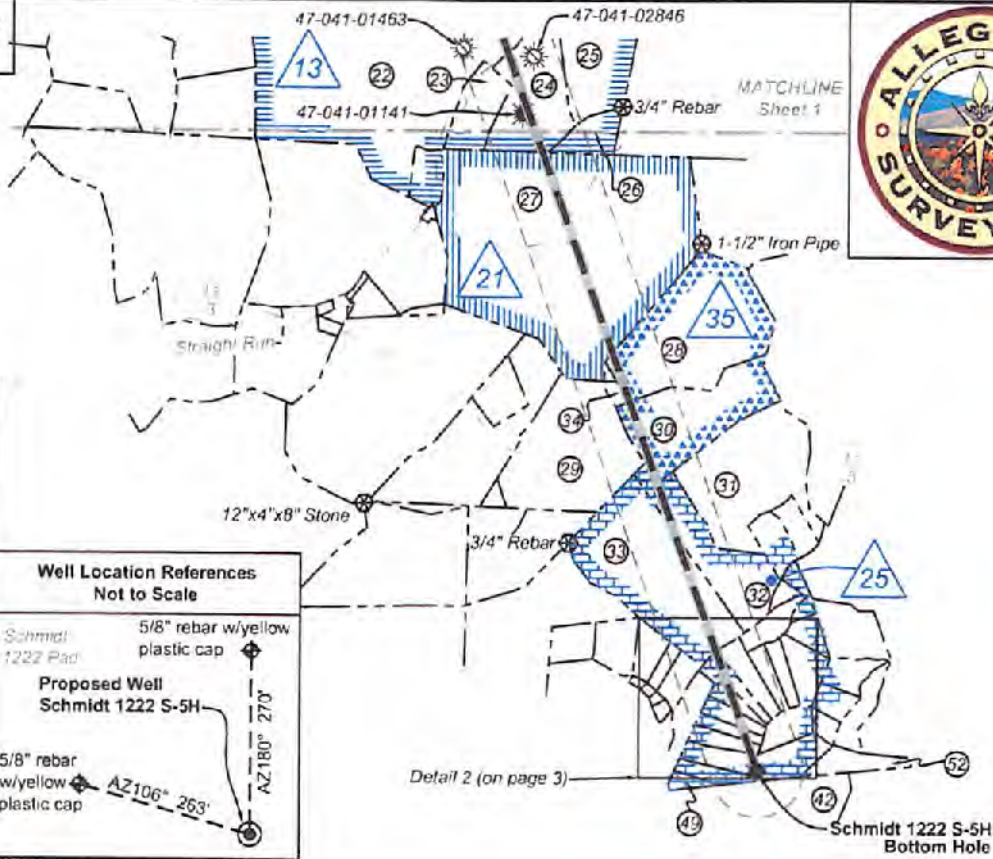 47-041-01463
47-041-02846
13
22
23
24
25
47-041-01141
3/4" Rebar
MATCHLINE
Sheet 1
ALLEG
SURVEY
27
26
21
1-1/2" Iron Pipe
35
Straight Run
28
34
30
29
31
12"x4"x8" Stone
3/4" Rebar
33
32
25
Well Location References
Not to Scale
Schmidt
1222 Pad
5/8" rebar w/yellow
plastic cap
Proposed Well
Schmidt 1222 S-5H
5/8" rebar
w/yellow
plastic cap
AZ106° 263'
AZ180° 270'
Detail 2 (on page 3)
52
42
49
Schmidt 1222 S-5H
Bottom Hole